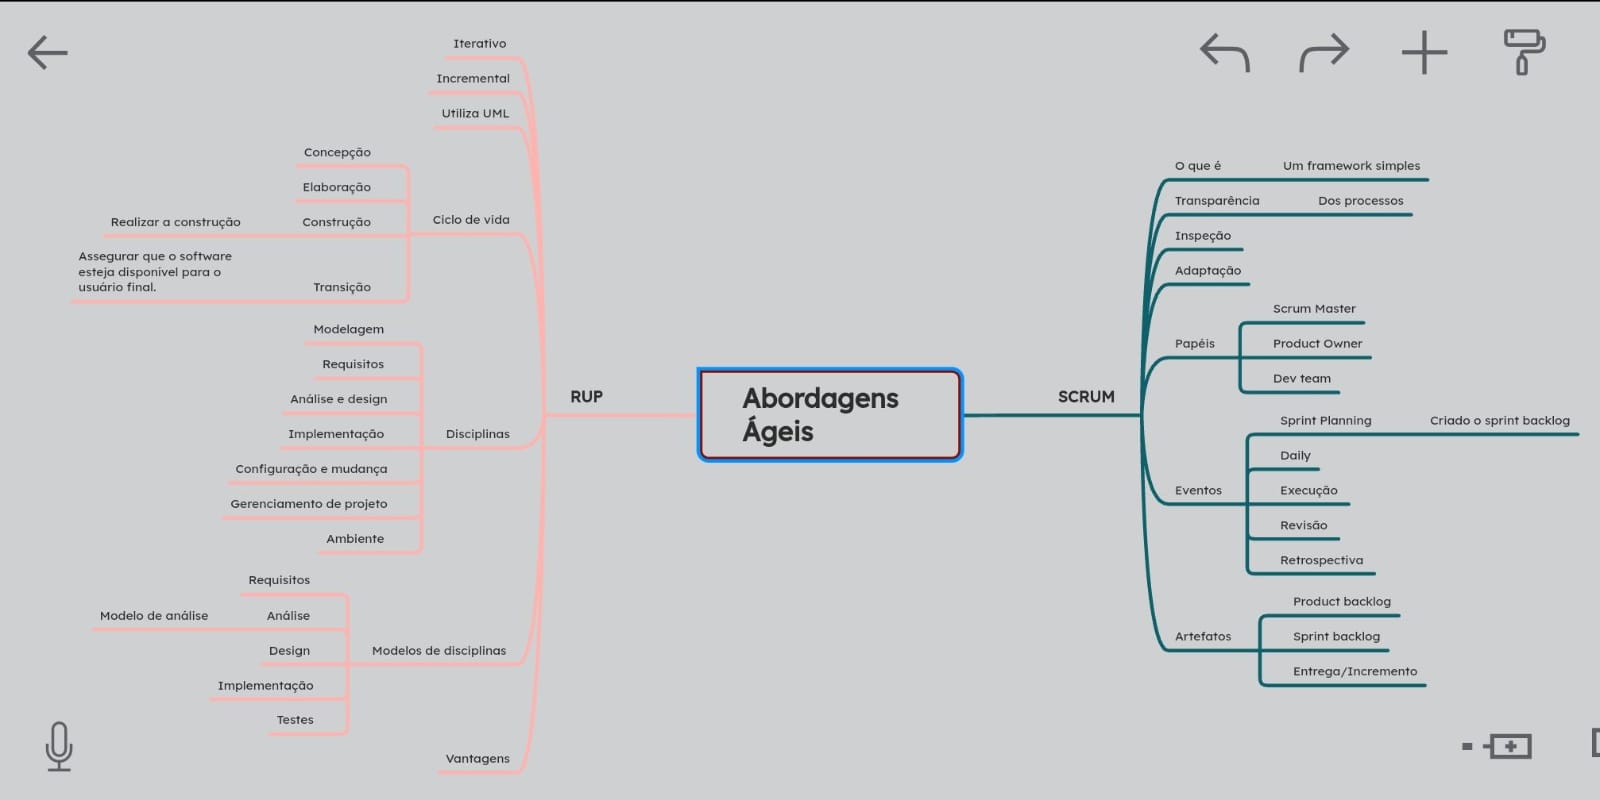 Abordagens
Ágeis
RUP
Iterativo
Incremental
Utiliza UML
Ciclo de vida
Concepção
Elaboração
Construção
Realizar a construção
Transição
Assegurar que o software
esteja disponível para o
usuário final.
Disciplinas
Modelagem
Requisitos
Análise e design
Implementação
Configuração e mudança
Gerenciamento de projeto
Ambiente
Modelos de disciplinas
Requisitos
Análise
Modelo de análise
Design
Implementação
Testes
Vantagens
SCRUM
O que é
Um framework simples
Transparência
Dos processos
Inspeção
Adaptação
Papéis
Scrum Master
Product Owner
Dev team
Eventos
Sprint Planning
Criado o sprint backlog
Daily
Execução
Revisão
Retrospectiva
Artefatos
Product backlog
Sprint backlog
Entrega/Incremento